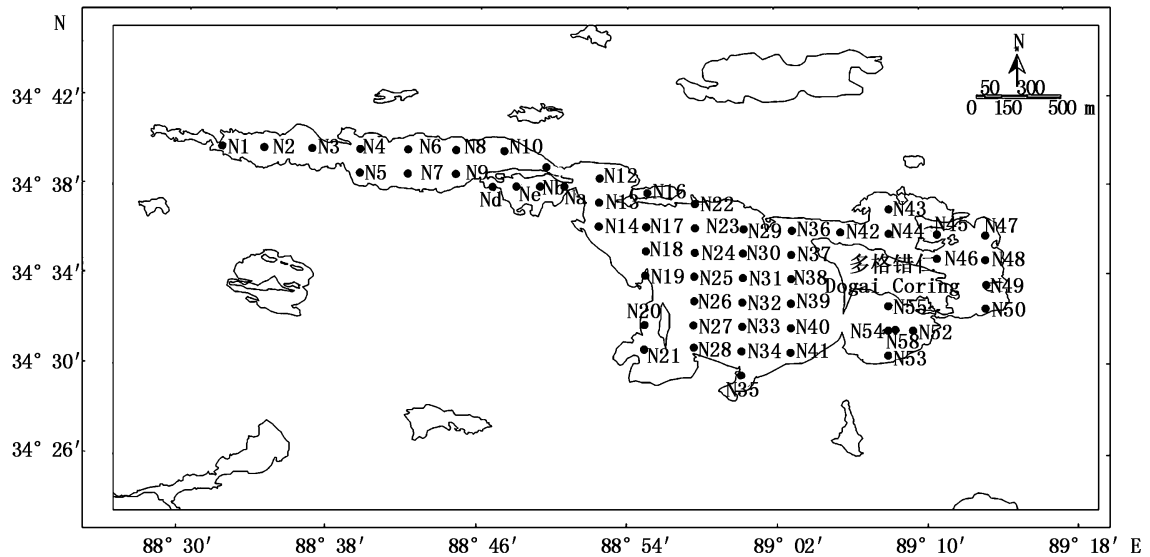 N
N
50 300
34° 42′
0 150 500 m
N1 N2 N3 N4 N6 N8 N10
N5 N7 N9 N12
34° 38′
Nd Ne Nb Na N13 N16 N22
N43
N14 N17 N23 N29 N36 N42 N44 N45 N47
N18 N24 N30 N37 多格错仁 N46 N48
34° 34′
N19 N25 N31 N38 Dogai Coring N49
N26 N32 N39 N55 N50
N20 N27 N33 N40 N54 N58 N52
34° 30′
N21 N28 N34 N41 N53
N35
34° 26′
88° 30′ 88° 38′ 88° 46′ 88° 54′ 89° 02′ 89° 10′ 89° 18′ E